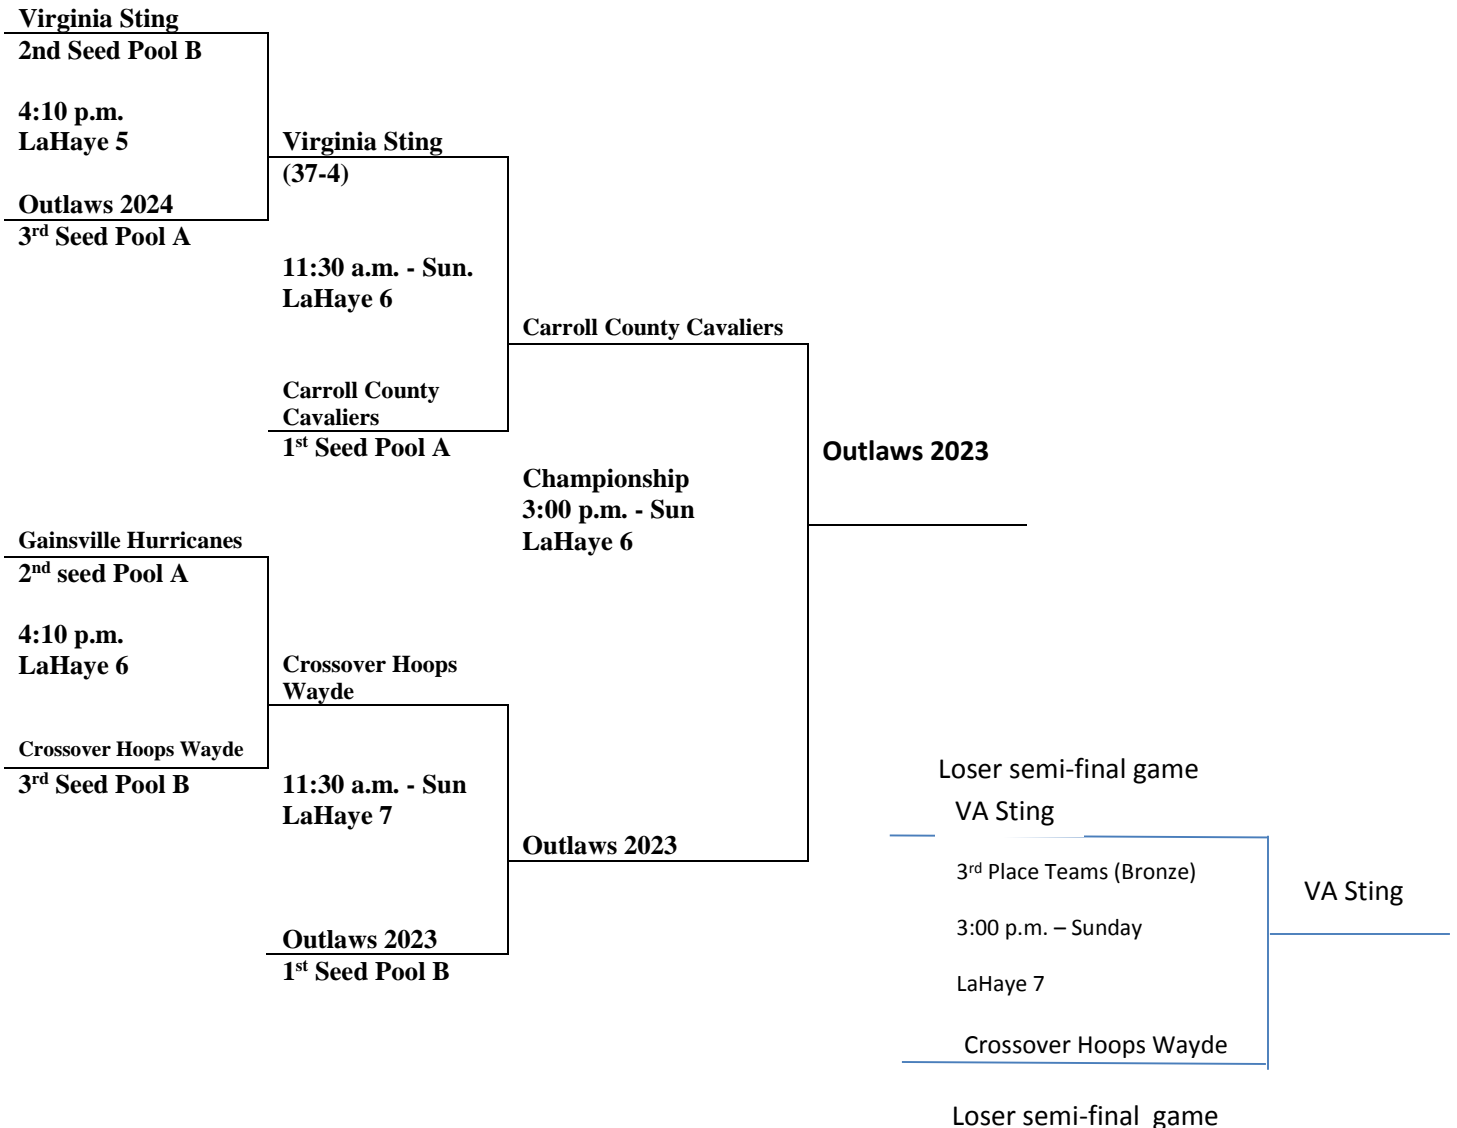 Virginia Sting
2nd Seed Pool B
4:10 p.m.
LaHaye 5
Outlaws 2024
3rd Seed Pool A
Virginia Sting
(37-4)
11:30 a.m. - Sun.
LaHaye 6
Carroll County
Cavaliers
1st Seed Pool A
Carroll County Cavaliers
Championship
3:00 p.m. - Sun
LaHaye 6
Outlaws 2023
Gainsville Hurricanes
2nd seed Pool A
4:10 p.m.
LaHaye 6
Crossover Hoops Wayde
3rd Seed Pool B
Crossover Hoops
Wayde
11:30 a.m. - Sun
LaHaye 7
Outlaws 2023
1st Seed Pool B
Outlaws 2023
Loser semi-final game
VA Sting
3rd Place Teams (Bronze)
3:00 p.m. – Sunday
LaHaye 7
Crossover Hoops Wayde
Loser semi-final game
VA Sting